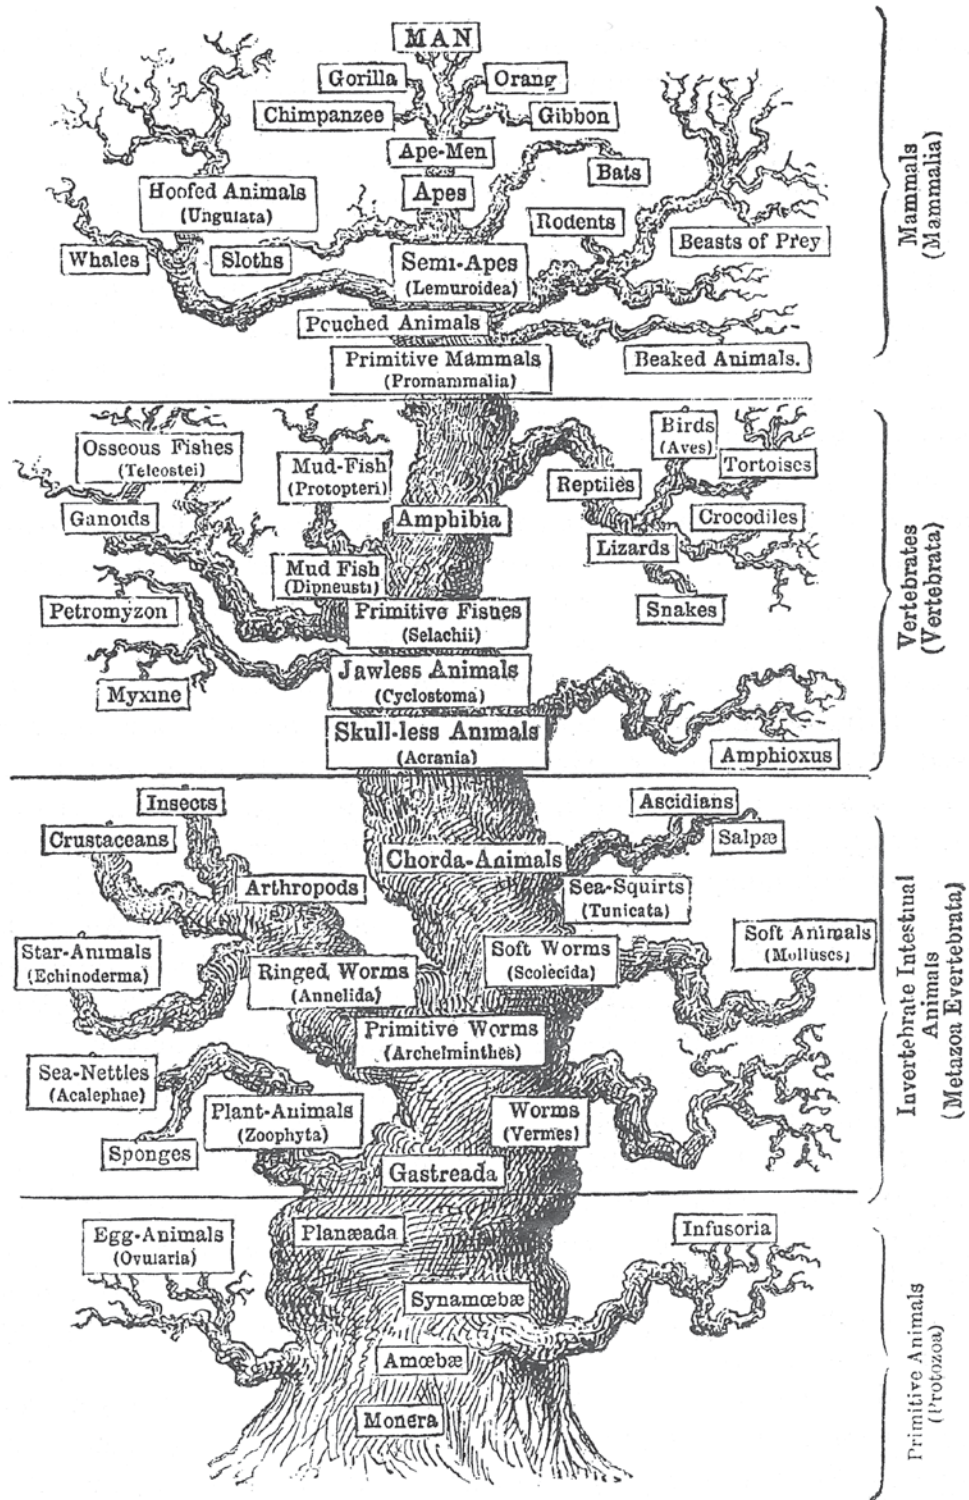 MAN
Gorilla
Orang
Chimpanzee
Gibbon
Ape-Men
Bats
Apes
Hoofed Animals
(Ungulata)
Rodents
Beasts of Prey
Whales
Sloths
Semi-Apes
(Lemuroidea)
Pouched Animals
Primitive Mammals
(Promammalia)
Beaked Animals.
Mammals
(Mammalia)
Osseous Fishes
(Teleostei)
Mud-Fish
(Protopteri)
Birds
(Aves)
Tortoises
Reptiles
Ganoids
Amphibia
Crocodiles
Lizards
Mud Fish
(Dipneusti)
Petromyzon
Primitive Fishes
(Selachii)
Snakes
Jawless Animals
(Cyclostoma)
Myxine
Skull-less Animals
(Acrania)
Amphioxus
Vertebrates
(Vertebrata)
Insects
Ascidians
Crustaceans
Salpæ
Chorda-Animals
Arthropods
Sea-Squirts
(Tunicata)
Star-Animals
(Echinoderma)
Ringed Worms
(Annelida)
Soft Worms
(Scolecida)
Soft Animals
(Molluscs)
Primitive Worms
(Archelminthes)
Sea-Nettles
(Acalephae)
Plant-Animals
(Zoophyta)
Worms
(Vermes)
Sponges
Gastreada
Invertebrate Intestinal
Animals
(Metazoa Evertebrata)
Egg-Animals
(Ovularia)
Planæada
Infusoria
Synamœbæ
Amœbæ
Monera
Primitive Animals
(Protozoa)